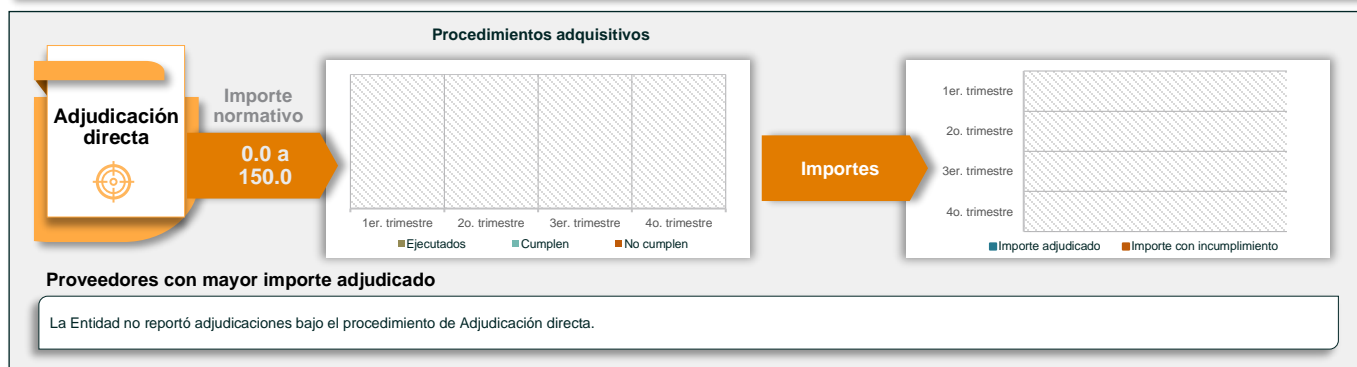 Procedimientos adquisitivos
Adjudicación
directa
Importe
normativo
0.0 a
150.0
1er. trimestre
2o. trimestre
3er. trimestre
4o. trimestre
Ejecutados
Cumplen
No cumplen
Importes
1er. trimestre
2o. trimestre
3er. trimestre
4o. trimestre
Importe adjudicado
Importe con incumplimiento
Proveedores con mayor importe adjudicado
La Entidad no reportó adjudicaciones bajo el procedimiento de Adjudicación directa.